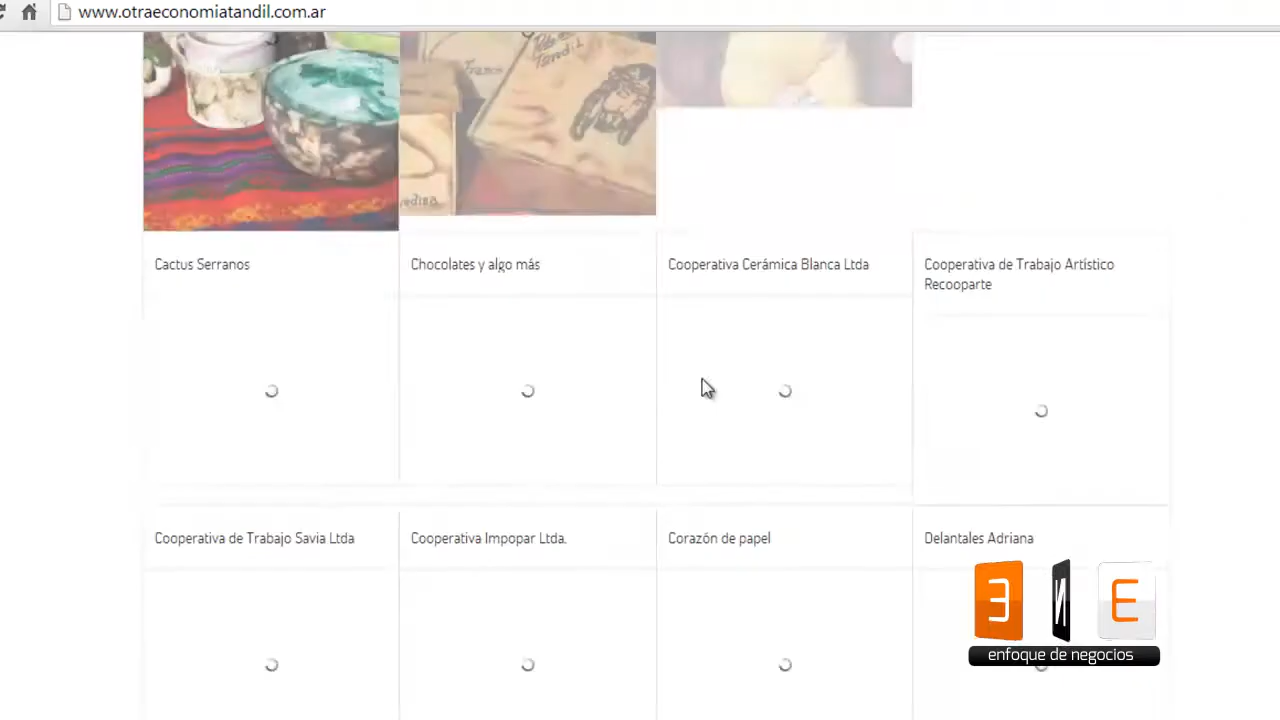 www.otraeconomiatandil.com.ar
Cactus Serranos
Chocolates y algo más
Cooperativa Cerámica Blanca Ltda
Cooperativa de Trabajo Artístico
Recooparte
Cooperativa de Trabajo Savia Ltda
Cooperativa Impopar Ltda.
Corazón de papel
Delantales Adriana
enfoque de negocios